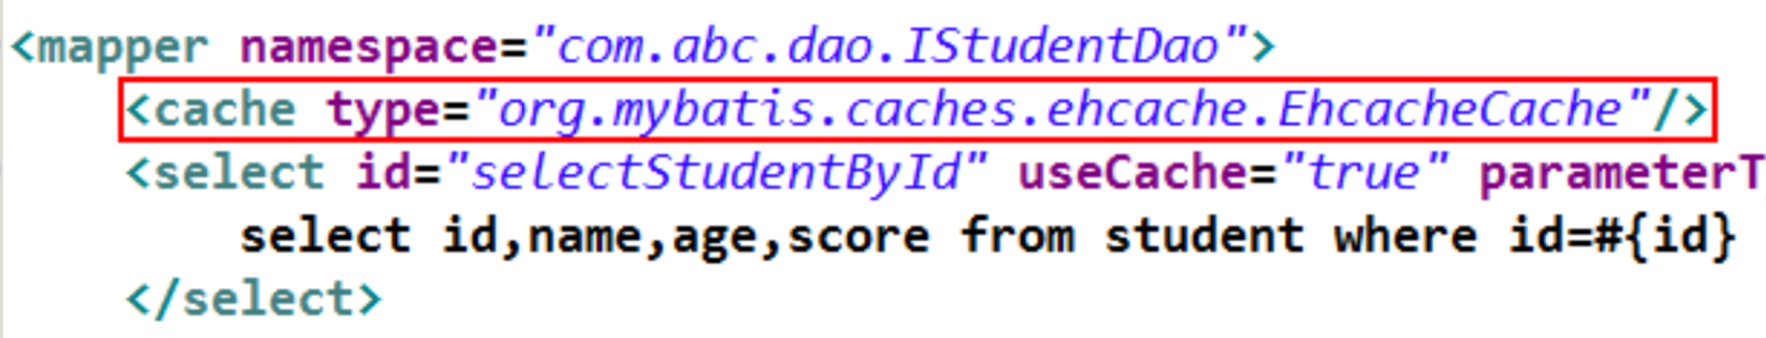 <mapper namespace="com.abc.dao.IStudentDao">
<cache type="org.mybatis.caches.ehcache.EhcacheCache"/>
<select id="selectStudentById" useCache="true" parameterT
select id,name,age,score from student where id=#{id}
</select>